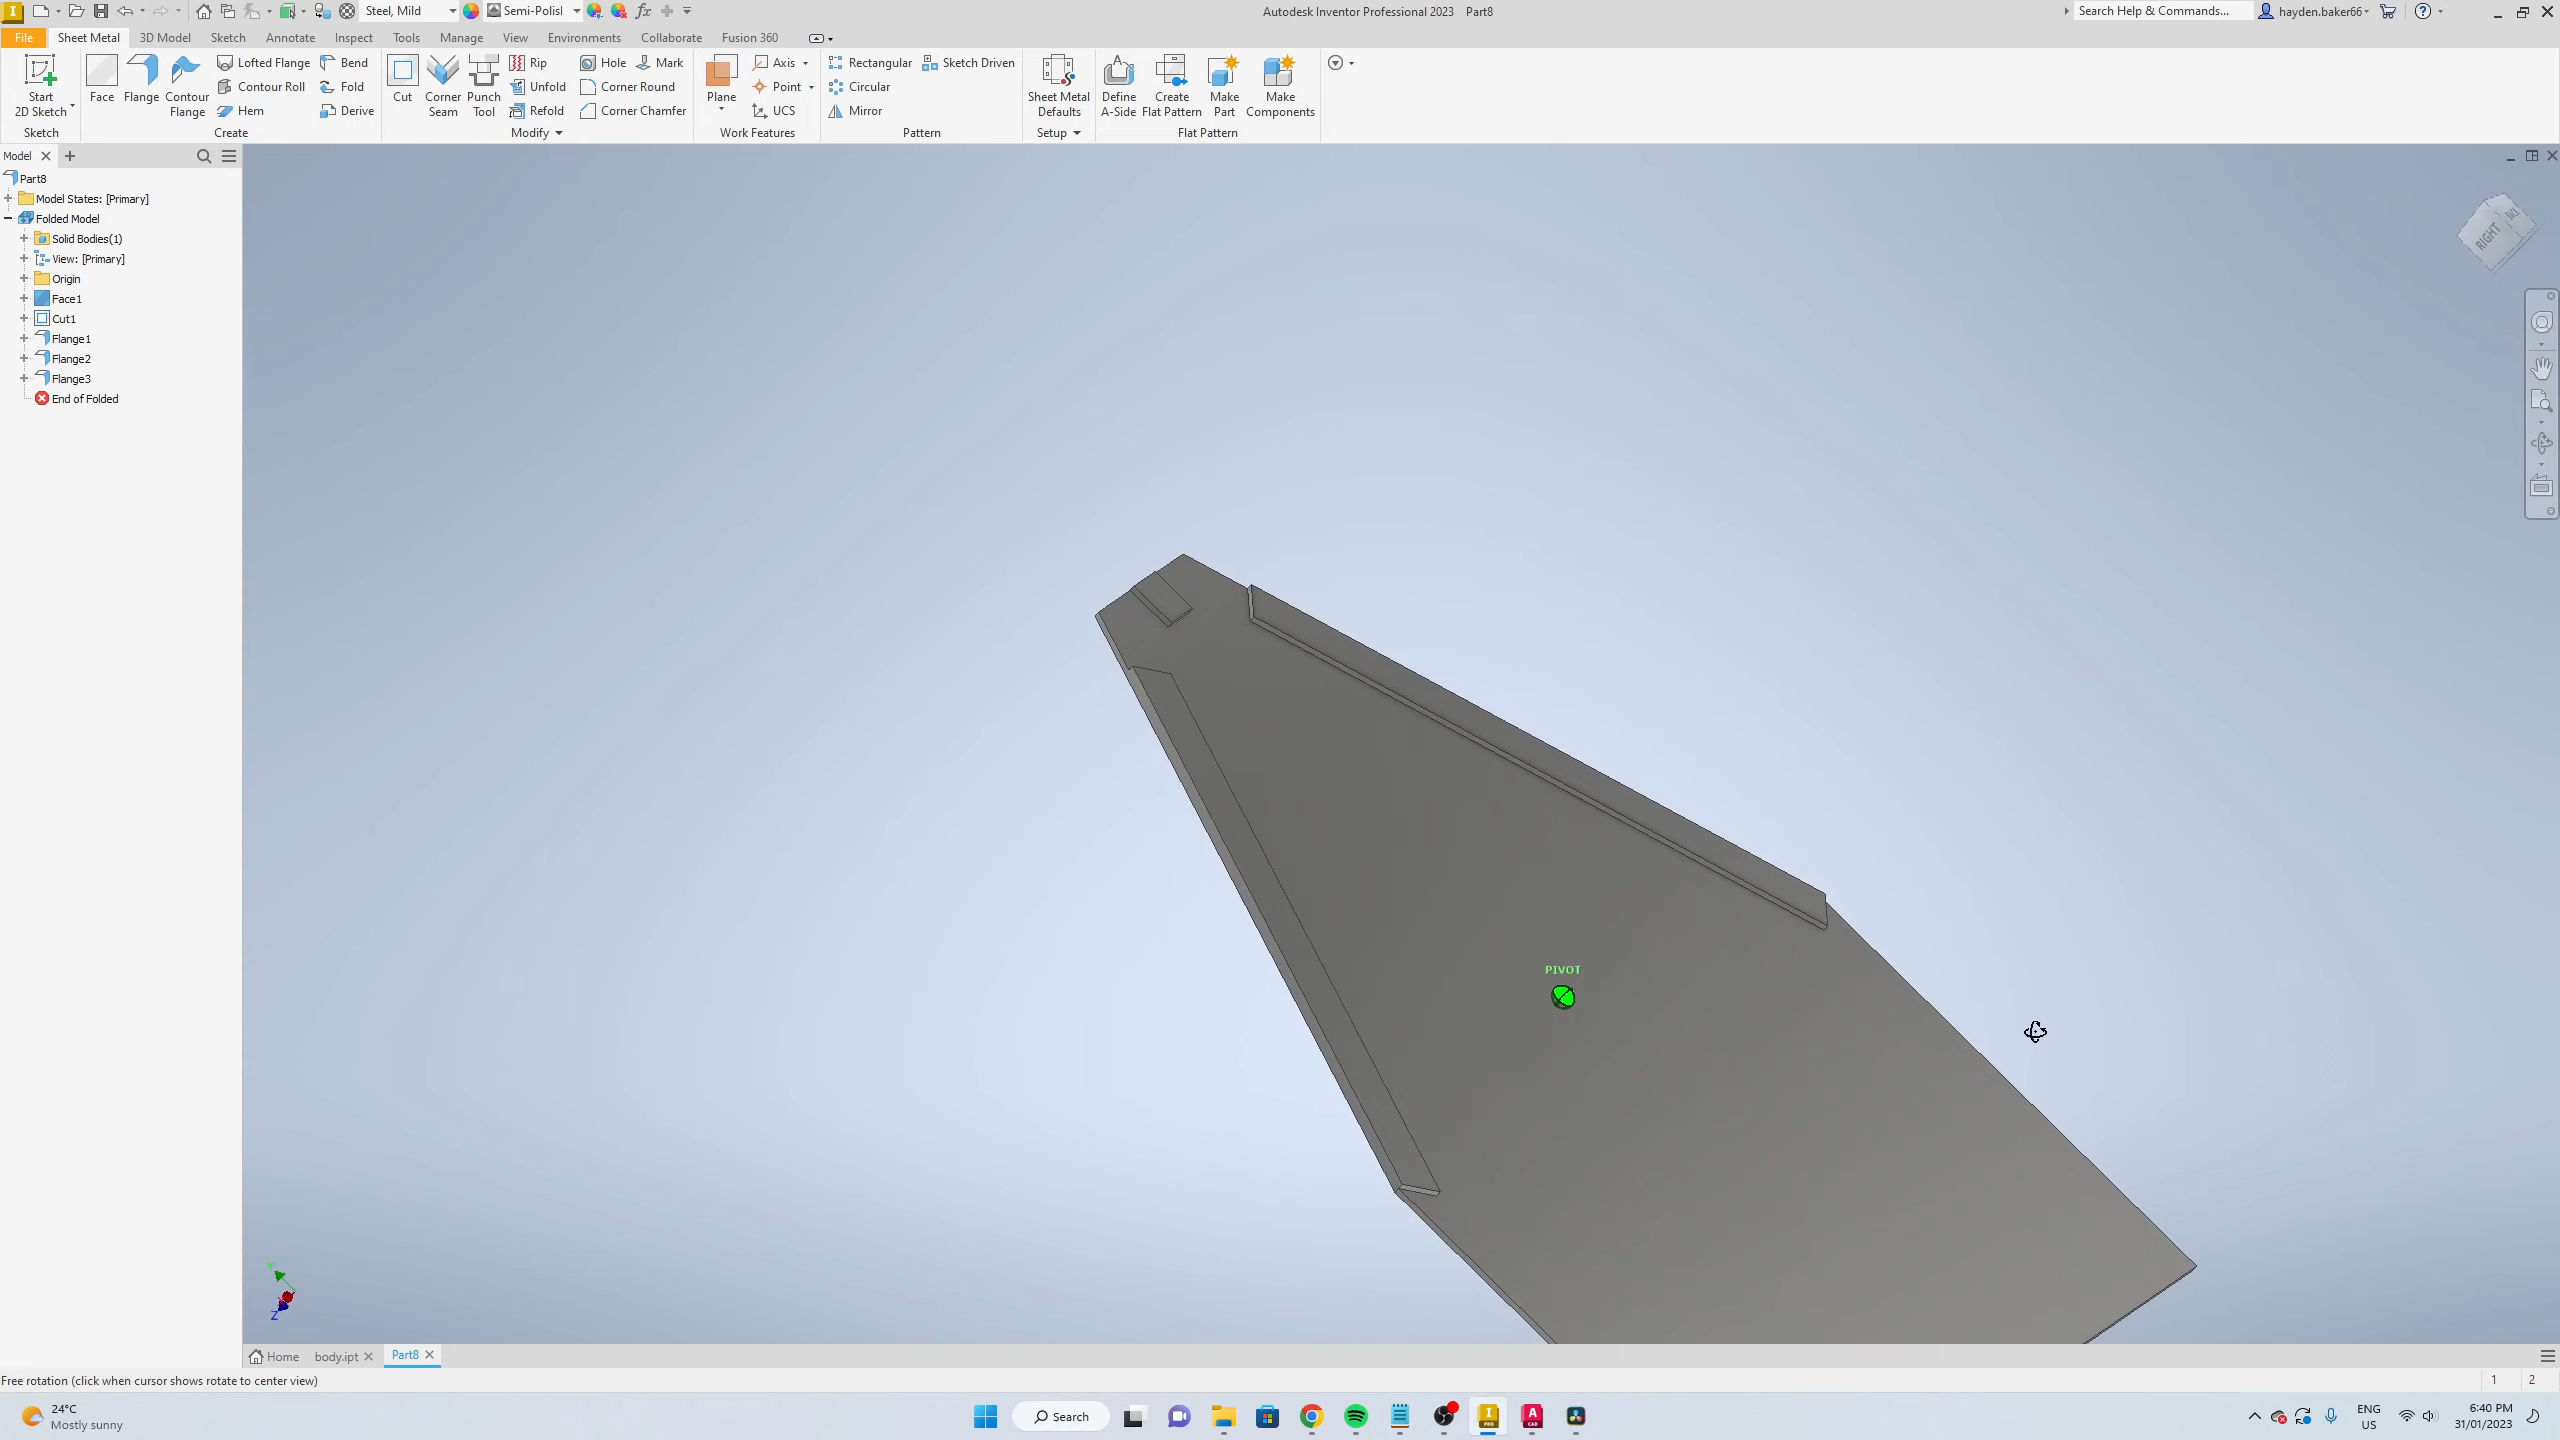 Steel, Mild
Semi-Polisl
Autodesk Inventor Professional 2023 Part8
Search Help & Commands...
hayden.baker66
File Sheet Metal 3D Model Sketch Annotate Inspect Tools Manage View Environments Collaborate Fusion 360
Start
2D Sketch
Sketch
Face
Flange
Contour
Flange
Lofted Flange
Contour Roll
Hem
Bend
Fold
Derive
Create
Cut
Corner
Seam
Punch
Tool
Rip
Unfold
Refold
Hole
Mark
Corner Round
Corner Chamfer
Modify
Plane
Axis
Point
UCS
Work Features
Rectangular
Circular
Mirror
Sketch Driven
Pattern
Sheet Metal
Defaults
Setup
Define
A-Side
Create
Flat Pattern
Make
Part
Make
Components
Flat Pattern
Model
Part8
Model States: [Primary]
Folded Model
Solid Bodies(1)
View: [Primary]
Origin
Face1
Cut1
Flange1
Flange2
Flange3
End of Folded
RIGHT
PIVOT
Y
Z
Home body.ipt Part8
Free rotation (click when cursor shows rotate to center view)
1 2
24°C
Mostly sunny
Search
ENG
US
6:40 PM
31/01/2023